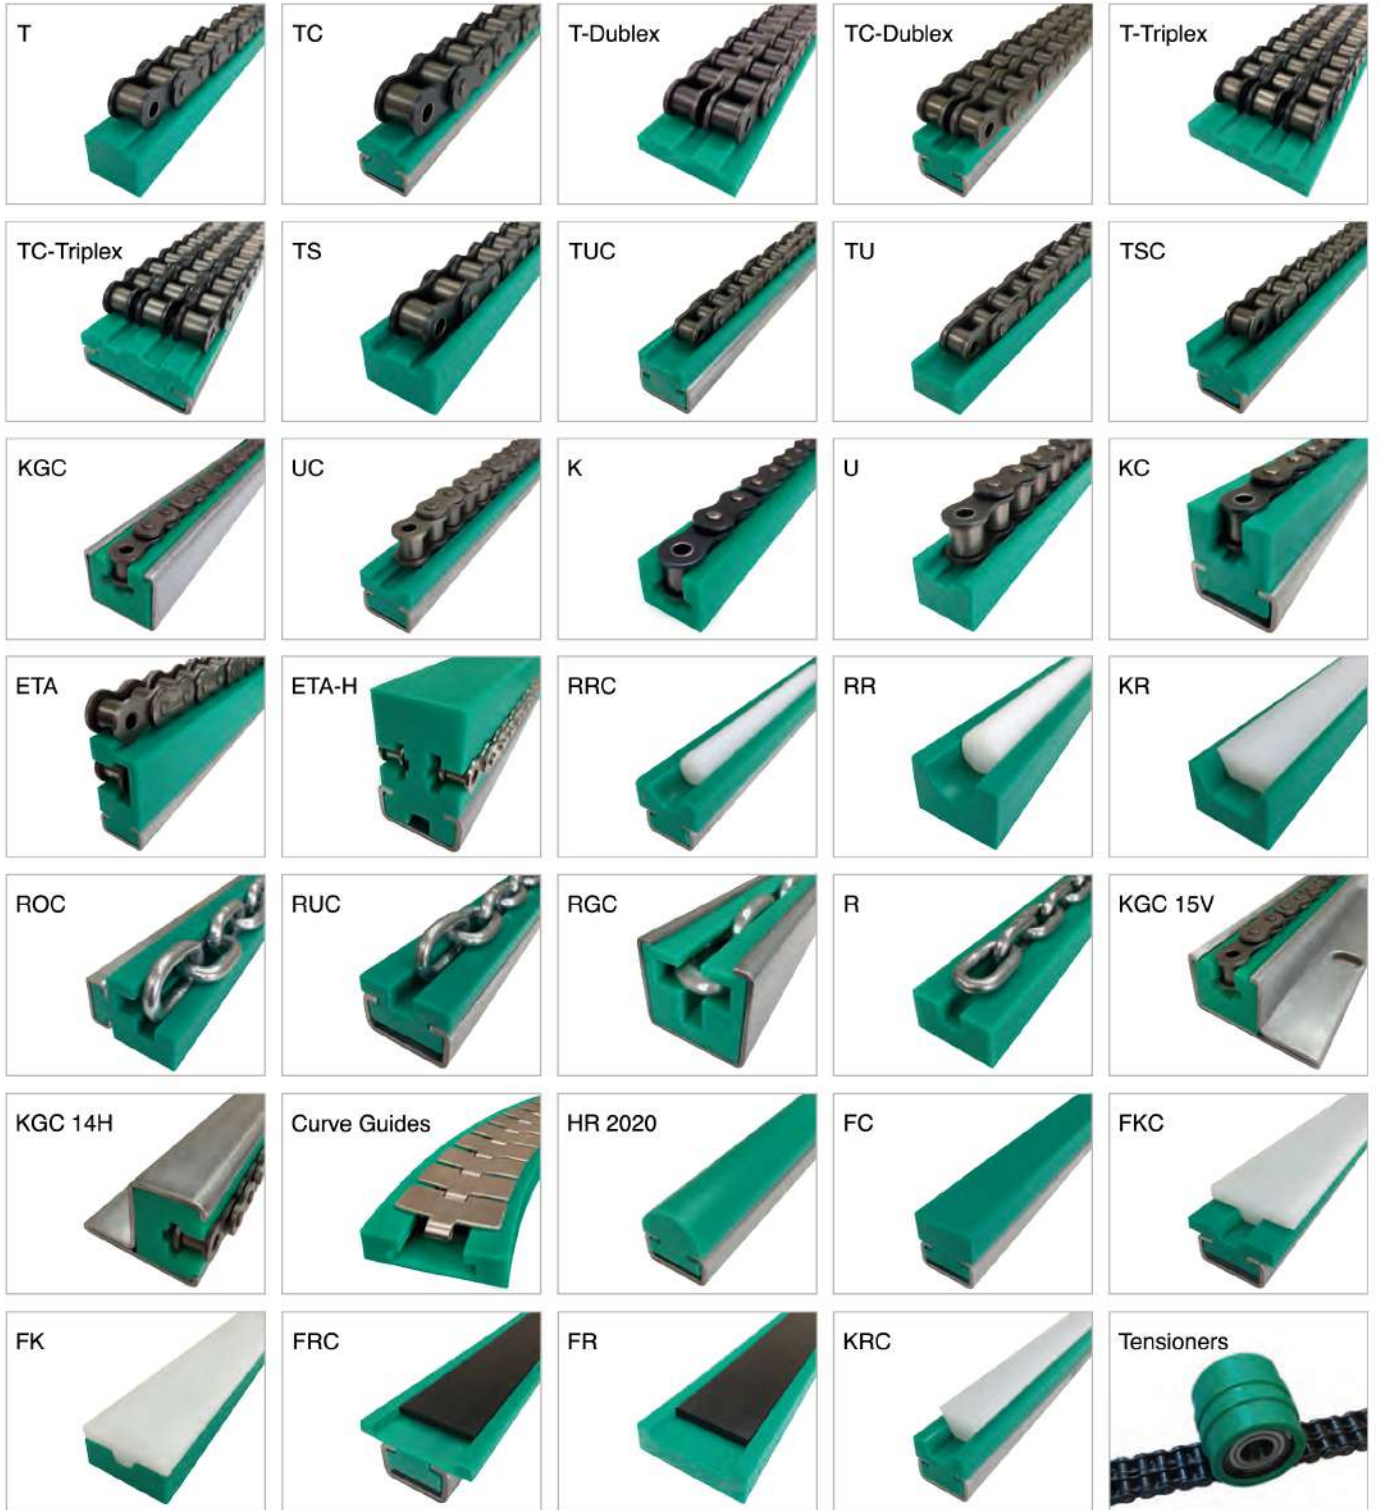 T
TC
T-Dublex
TC-Dublex
T-Triplex
TC-Triplex
TS
TUC
TU
TSC
KGC
UC
K
U
KC
ETA
ETA-H
RRC
RR
KR
ROC
RUC
RGC
R
KGC 15V
KGC 14H
Curve Guides
HR 2020
FC
FKC
FK
FRC
FR
KRC
Tensioners